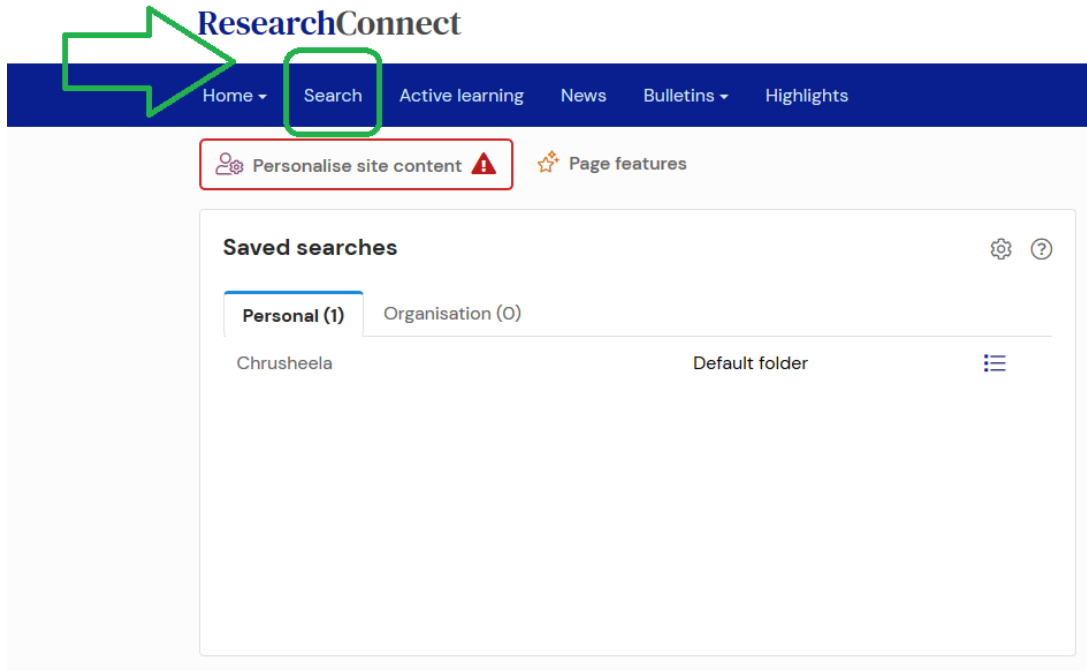 ResearchConnect
Home Search Active learning News Bulletins Highlights
Personalise site content Page features
Saved searches
Personal (1) Organisation (0)
Chrusheela Default folder